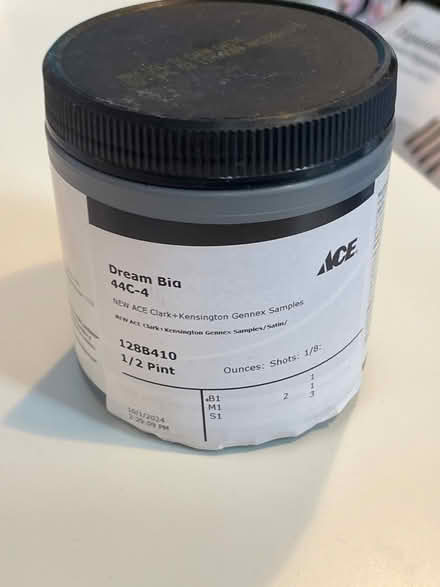 ACE
Dream Big
44C-4
NEW ACE Clark+Kensington Gennex Samples
NEW ACE Clark+Kensington Gennex Samples/Satin/
128B410
1/2 Pint
Ounces: Shots: 1/8:
B1 1
M1 2 1
S1 3
10/1/2024